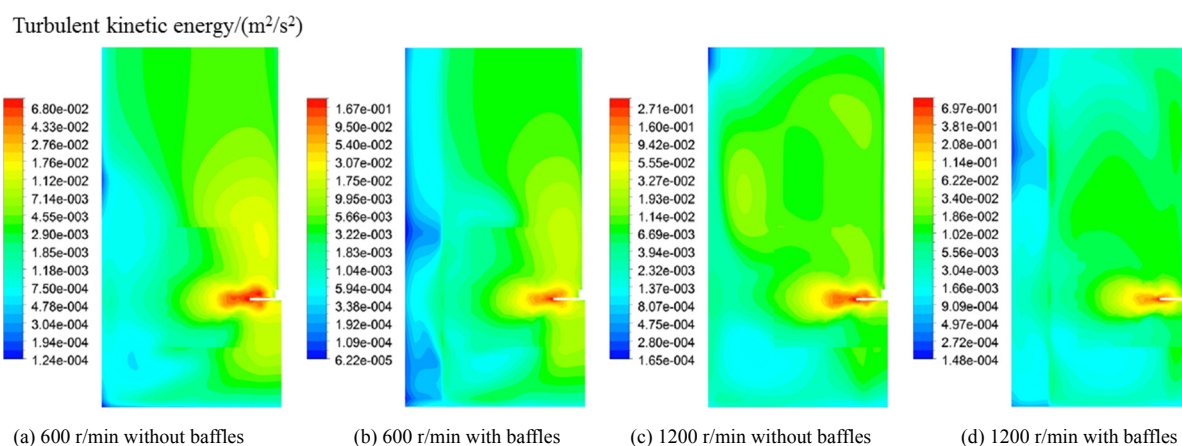 Turbulent kinetic energy/(m²/s²)
6.80e-002
4.33e-002
2.76e-002
1.76e-002
1.12e-002
7.14e-003
4.55e-003
2.90e-003
1.85e-003
1.18e-003
7.50e-004
4.78e-004
3.04e-004
1.94e-004
1.24e-004
1.67e-001
9.50e-002
5.40e-002
3.07e-002
1.75e-002
9.95e-003
5.66e-003
3.22e-003
1.83e-003
1.04e-003
5.94e-004
3.38e-004
1.92e-004
1.09e-004
6.22e-005
2.71e-001
1.60e-001
9.42e-002
5.55e-002
3.27e-002
1.93e-002
1.14e-002
6.69e-003
3.94e-003
2.32e-003
1.37e-003
8.07e-004
4.75e-004
2.80e-004
1.65e-004
6.97e-001
3.81e-001
2.08e-001
1.14e-001
6.22e-002
3.40e-002
1.86e-002
1.02e-002
5.56e-003
3.04e-003
1.66e-003
9.09e-004
4.97e-004
2.72e-004
1.48e-004
(a) 600 r/min without baffles
(b) 600 r/min with baffles
(c) 1200 r/min without baffles
(d) 1200 r/min with baffles